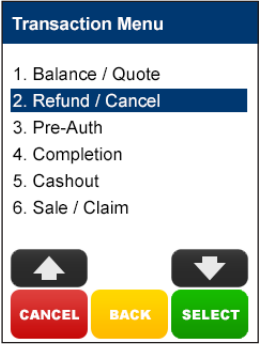 Transaction Menu
1. Balance / Quote
2. Refund / Cancel
3. Pre-Auth
4. Completion
5. Cashout
6. Sale / Claim
CANCEL BACK SELECT